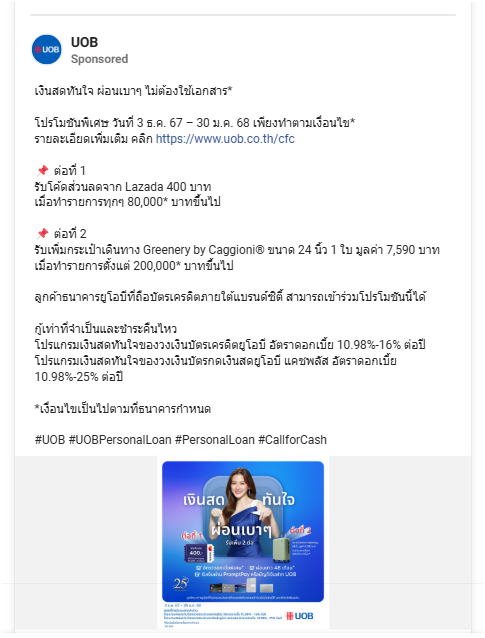 UOB
UOB
Sponsored
เงินสดทันใจ ผ่อนเบาๆ ไม่ต้องใช้เอกสาร*
โปรโมชันพิเศษ วันที่ 3 ธ.ค. 67 – 30 ม.ค. 68 เพียงทำตามเงื่อนไข*
รายละเอียดเพิ่มเติม คลิก https://www.uob.co.th/cfc
📌 ต่อที่ 1
รับโค้ดส่วนลดจาก Lazada 400 บาท
เมื่อทำรายการทุกๆ 80,000* บาทขึ้นไป
📌 ต่อที่ 2
รับเพิ่มกระเป๋าเดินทาง Greenery by Caggioni® ขนาด 24 นิ้ว 1 ใบ มูลค่า 7,590 บาท
เมื่อทำรายการตั้งแต่ 200,000* บาทขึ้นไป
ลูกค้าธนาคารยูโอบีที่ถือบัตรเครดิตภายใต้แบรนด์ซิตี้ สามารถเข้าร่วมโปรโมชันนี้ได้
กู้เท่าที่จำเป็นและชำระคืนไหว
โปรแกรมเงินสดทันใจของวงเงินบัตรเครดิตยูโอบี อัตราดอกเบี้ย 10.98%-16% ต่อปี
โปรแกรมเงินสดทันใจของวงเงินบัตรกดเงินสดยูโอบี แคชพลัส อัตราดอกเบี้ย
10.98%-25% ต่อปี
*เงื่อนไขเป็นไปตามที่ธนาคารกำหนด
#UOB #UOBPersonalLoan #PersonalLoan #CallforCash
เงินสด ทันใจ
ผ่อนเบาๆ
รับเพิ่ม 2 ต่อ
ต่อที่ 1
ต่อที่ 2
400.-
25
UOB